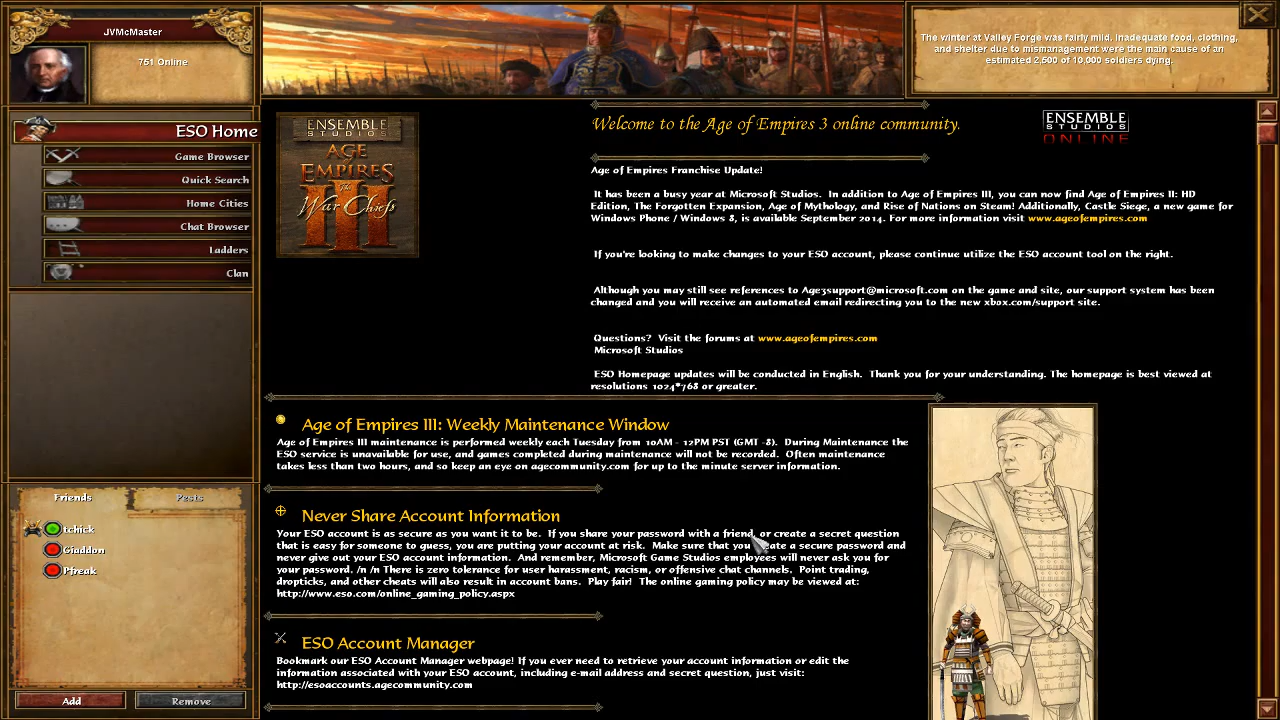 JVMcMaster
751 Online
The winter at Valley Forge was fairly mild. Inadequate food, clothing,
and shelter due to mismanagement were the main cause of an
estimated 2,500 of 10,000 soldiers dying.
ESO Home
Game Browser
Quick Search
Home Cities
Chat Browser
Ladders
Clan
Friends
Pests
tchick
Giaddon
Pfreak
Add
Remove
ENSEMBLE
STUDIOS
AGE
OF
EMPIRES
III
The
War Chiefs
Welcome to the Age of Empires 3 online community.
ENSEMBLE
STUDIOS
ONLINE
Age of Empires Franchise Update!
It has been a busy year at Microsoft Studios. In addition to Age of Empires III, you can now find Age of Empires II: HD
Edition, The Forgotten Expansion, Age of Mythology, and Rise of Nations on Steam! Additionally, Castle Siege, a new game for
Windows Phone / Windows 8, is available September 2014. For more information visit www.ageofempires.com
If you're looking to make changes to your ESO account, please continue utilize the ESO account tool on the right.
Although you may still see references to Age3support@microsoft.com on the game and site, our support system has been
changed and you will receive an automated email redirecting you to the new xbox.com/support site.
Questions? Visit the forums at www.ageofempires.com
Microsoft Studios
ESO Homepage updates will be conducted in English. Thank you for your understanding. The homepage is best viewed at
resolutions 1024*768 or greater.
Age of Empires III: Weekly Maintenance Window
Age of Empires III maintenance is performed weekly each Tuesday from 10AM - 12PM PST (GMT -8). During Maintenance the
ESO service is unavailable for use, and games completed during maintenance will not be recorded. Often maintenance
takes less than two hours, and so keep an eye on agecommunity.com for up to the minute server information.
Never Share Account Information
Your ESO account is as secure as you want it to be. If you share your password with a friend, or create a secret question
that is easy for someone to guess, you are putting your account at risk. Make sure that you ate a secure password and
never give out your ESO account information. And remember, Microsoft Game Studios employees will never ask you for
your password. /n /n There is zero tolerance for user harassment, racism, or offensive chat channels. Point trading,
dropticks, and other cheats will also result in account bans. Play fair! The online gaming policy may be viewed at:
http://www.eso.com/online_gaming_policy.aspx
ESO Account Manager
Bookmark our ESO Account Manager webpage! If you ever need to retrieve your account information or edit the
information associated with your ESO account, including e-mail address and secret question, just visit:
http://esoaccounts.agecommunity.com